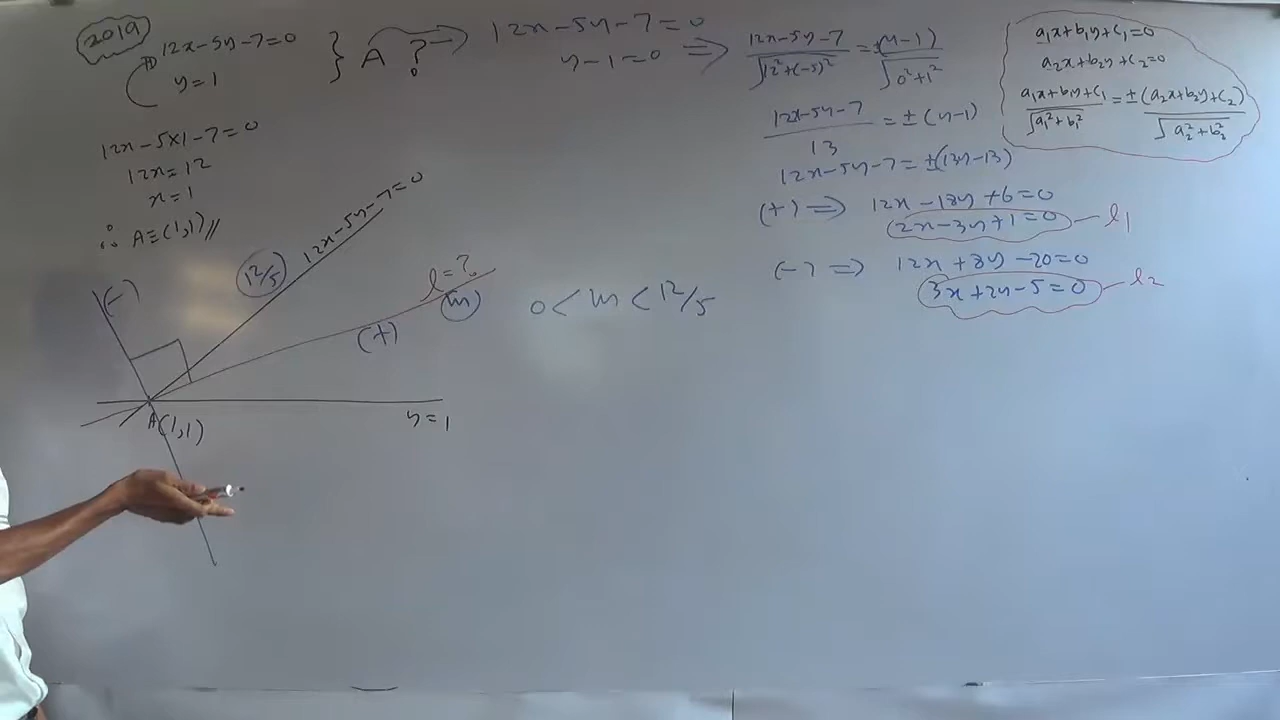 2019
12x-5y-7=0
y=1
} A ?
12x-5×1-7=0
12x=12
x=1
∴ A≡(1,1)//
12x-5y-7=0
y-1=0
⇒ 12x-5y-7/√12²+(-5)² = ±(y-1)/√0²+1²
12x-5y-7/13 = ±(y-1)
12x-5y-7=±(13y-13)
(+) ⇒ 12x-18y+6=0
2x-3y+1=0 l₁
(-) ⇒ 12x+8y-20=0
3x+2y-5=0 l₂
a₁x+b₁y+c₁=0
a₂x+b₂y+c₂=0
a₁x+b₁y+c₁/√a₁²+b₁² = ±(a₂x+b₂y+c₂)/√a₂²+b₂²
(-)
12/5
12x-5y-7=0
l=?
(m)
(+)
A(1,1)
y=1
0<m<12/5